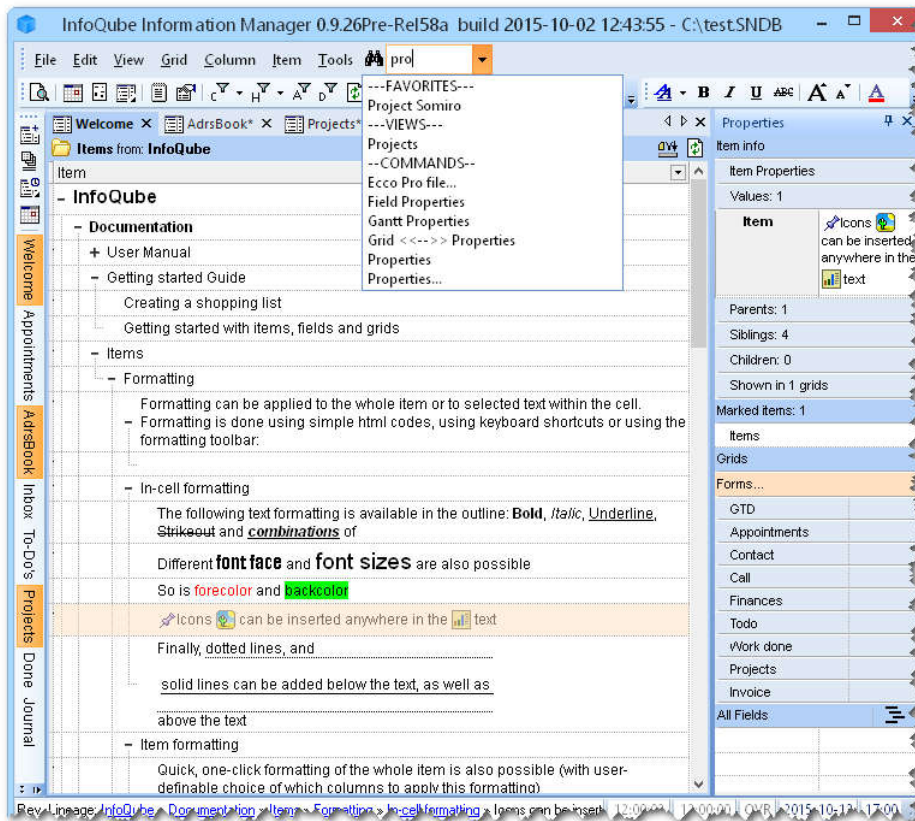 InfoQube Information Manager 0.9.26Pre-Rel58a build 2015-10-02 12:43:55 - C:\test.SNDB
File Edit View Grid Column Item Tools pro
---FAVORITES---
Project Somiro
---VIEWS---
Projects
--COMMANDS--
Ecco Pro file...
Field Properties
Gantt Properties
Grid <<-->> Properties
Properties
Properties...
B I U ABC A A A
Welcome AdrsBook* Projects*
Items from: InfoQube
Item
InfoQube
Documentation
User Manual
Getting started Guide
Creating a shopping list
Getting started with items, fields and grids
Items
Formatting
Formatting can be applied to the whole item or to selected text within the cell.
Formatting is done using simple html codes, using keyboard shortcuts or using the
formatting toolbar:
In-cell formatting
The following text formatting is available in the outline: Bold, Italic, Underline,
Strikeout and combinations of
Different font face and font sizes are also possible
So is forecolor and backcolor
Icons can be inserted anywhere in the text
Finally, dotted lines, and
solid lines can be added below the text, as well as
above the text
Item formatting
Quick, one-click formatting of the whole item is also possible (with user-
definable choice of which columns to apply this formatting)
Welcome
Appointments
AdrsBook
Inbox
To-Do's
Projects
Done
Journal
Properties
Item info
Item Properties
Values: 1
Item
Icons
can be inserted
anywhere in the
text
Parents: 1
Siblings: 4
Children: 0
Shown in 1 grids
Marked items: 1
Items
Grids
Forms...
GTD
Appointments
Contact
Call
Finances
Todo
Work done
Projects
Invoice
All Fields
Rev. Lineage: InfoQube » Documentation » Items » Formatting » In-cell formatting » Icons can be insert 12:00:00 OVR 2015-10-13 17:00